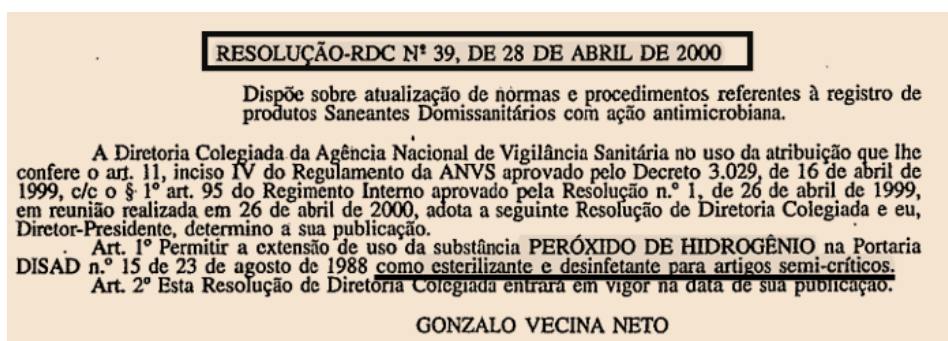 RESOLUÇÃO-RDC Nº 39, DE 28 DE ABRIL DE 2000
Dispõe sobre atualização de normas e procedimentos referentes à registro de
produtos Saneantes Domissanitários com ação antimicrobiana.
A Diretoria Colegiada da Agência Nacional de Vigilância Sanitária no uso da atribuição que lhe
confere o art. 11, inciso IV do Regulamento da ANVS aprovado pelo Decreto 3.029, de 16 de abril de
1999, c/c o § 1º art. 95 do Regimento Interno aprovado pela Resolução n.º 1, de 26 de abril de 1999,
em reunião realizada em 26 de abril de 2000, adota a seguinte Resolução de Diretoria Colegiada e eu,
Diretor-Presidente, determino a sua publicação.
Art. 1º Permitir a extensão de uso da substância PERÓXIDO DE HIDROGÊNIO na Portaria
DISAD n.º 15 de 23 de agosto de 1988 como esterilizante e desinfetante para artigos semi-críticos.
Art. 2º Esta Resolução de Diretoria Colegiada entrará em vigor na data de sua publicação.
GONZALO VECINA NETO